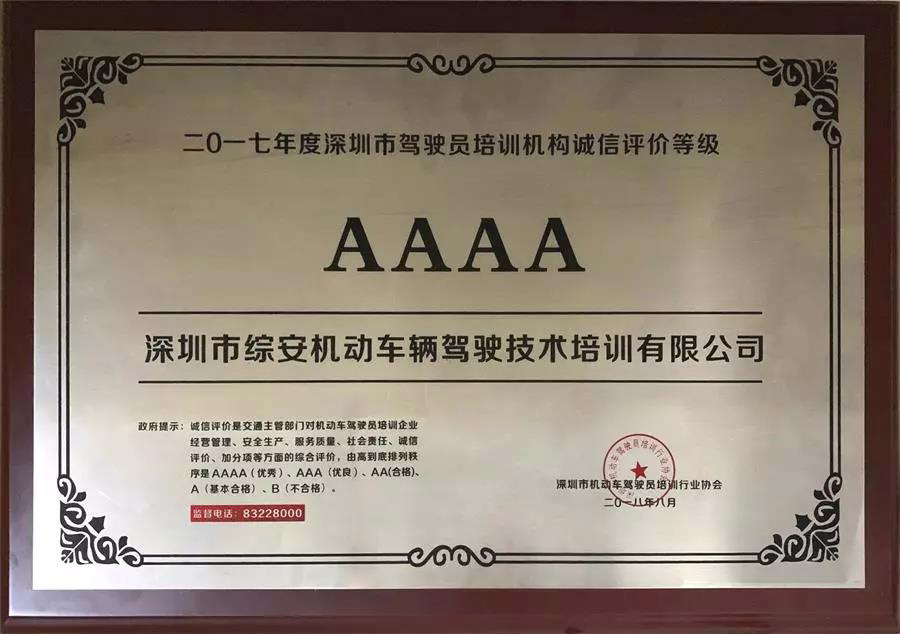 二〇一七年度深圳市驾驶员培训机构诚信评价等级
AAAA
深圳市综安机动车辆驾驶技术培训有限公司
政府提示：诚信评价是交通主管部门对机动车驾驶员培训企业
经营管理、安全生产、服务质量、社会责任、诚信
评价、加分项等方面的综合评价，由高到底排列秩
序是AAAA（优秀）、AAA（优良）、AA(合格)、
A（基本合格）、B（不合格）。
监督电话：83228000
深圳市机动车驾驶员培训行业协会
二〇一八年八月